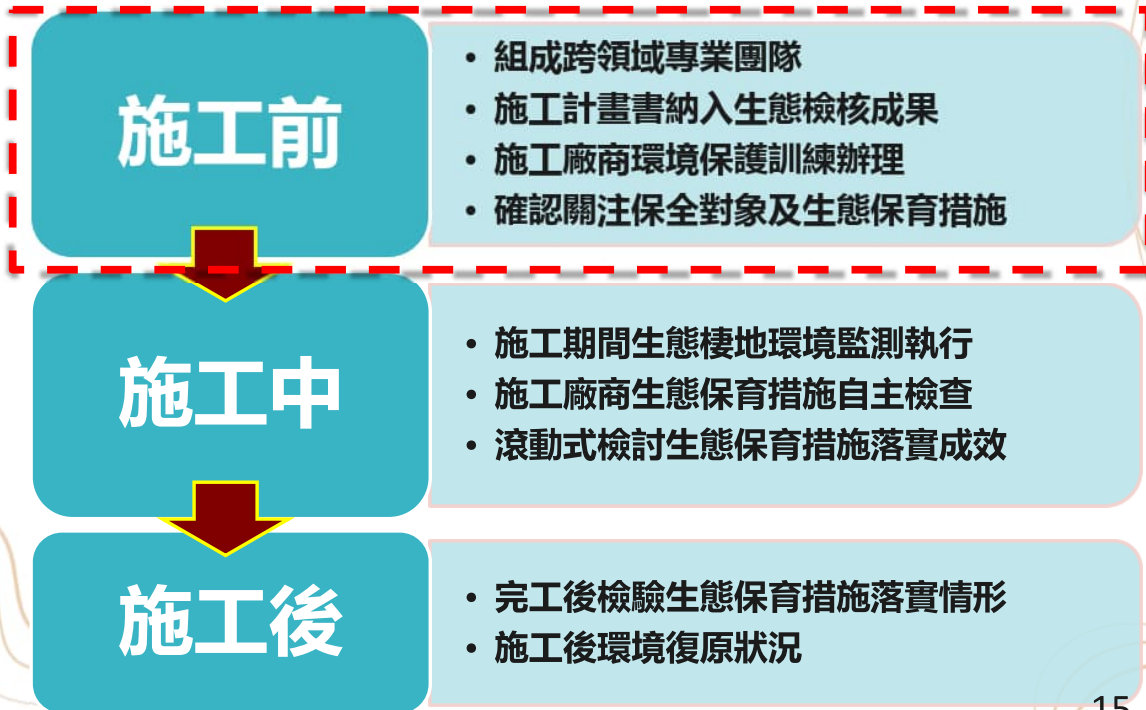 施工前
• 組成跨領域專業團隊
• 施工計畫書納入生態檢核成果
• 施工廠商環境保護訓練辦理
• 確認關注保全對象及生態保育措施
施工中
• 施工期間生態棲地環境監測執行
• 施工廠商生態保育措施自主檢查
• 滾動式檢討生態保育措施落實成效
施工後
• 完工後檢驗生態保育措施落實情形
• 施工後環境復原狀況
15